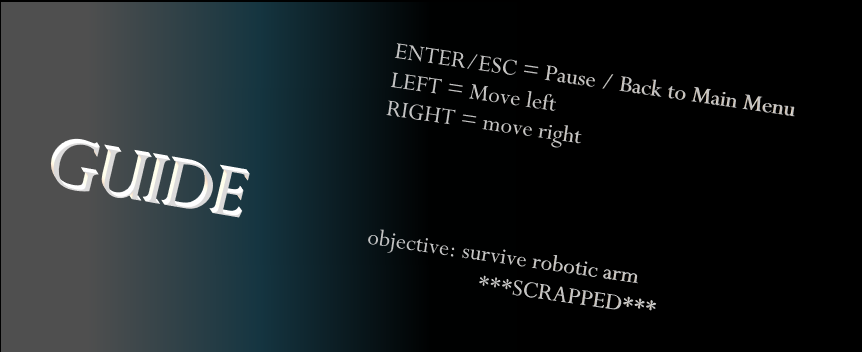 GUIDE
ENTER/ESC = Pause / Back to Main Menu
LEFT = Move left
RIGHT = move right
objective: survive robotic arm
***SCRAPPED***